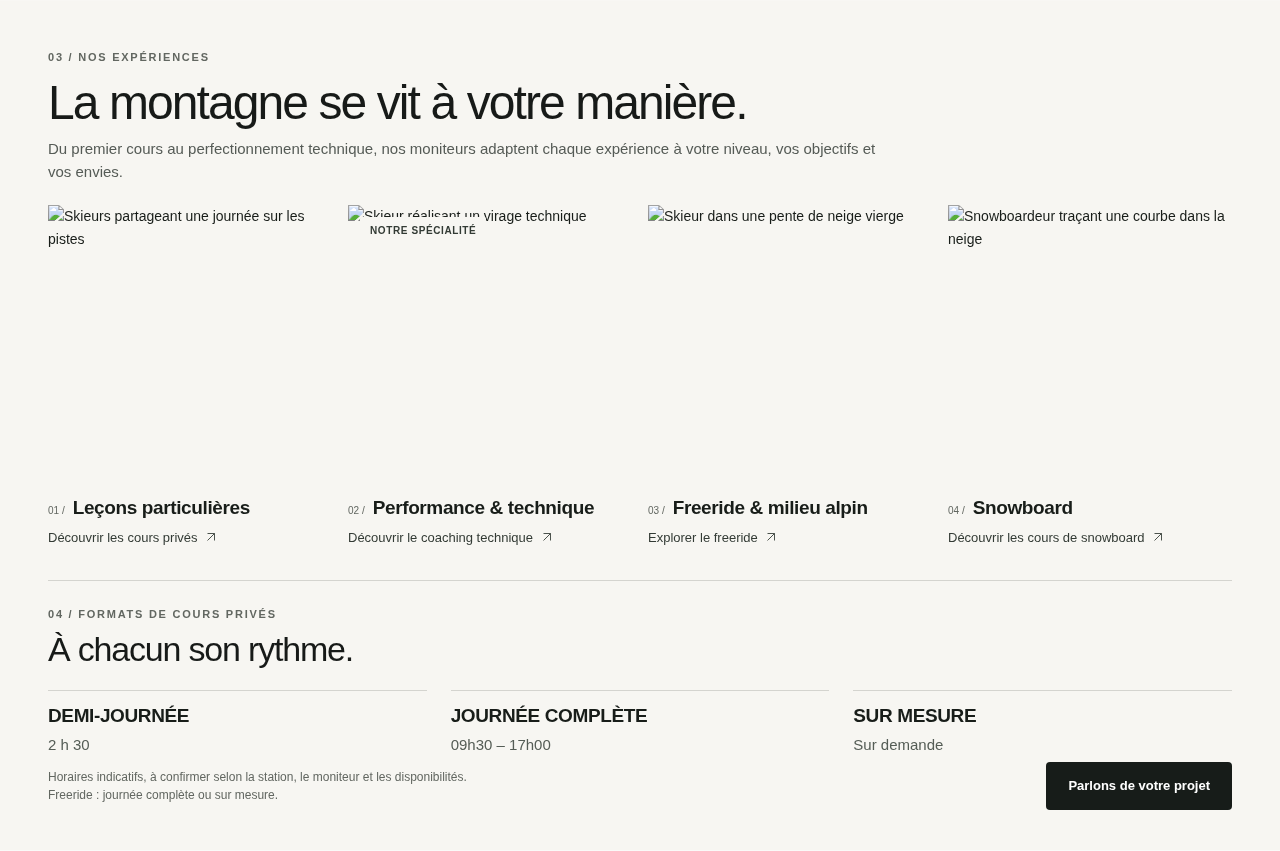 03 / NOS EXPÉRIENCES
La montagne se vit à votre manière.
Du premier cours au perfectionnement technique, nos moniteurs adaptent chaque expérience à votre niveau, vos objectifs et
vos envies.
Skieurs partageant une journée sur les
pistes
Skieur réalisant un virage technique
NOTRE SPÉCIALITÉ
Skieur dans une pente de neige vierge
Snowboardeur traçant une courbe dans la
neige
01 / Leçons particulières
Découvrir les cours privés
02 / Performance & technique
Découvrir le coaching technique
03 / Freeride & milieu alpin
Explorer le freeride
04 / Snowboard
Découvrir les cours de snowboard
04 / FORMATS DE COURS PRIVÉS
À chacun son rythme.
DEMI-JOURNÉE
2 h 30
JOURNÉE COMPLÈTE
09h30 – 17h00
SUR MESURE
Sur demande
Horaires indicatifs, à confirmer selon la station, le moniteur et les disponibilités.
Freeride : journée complète ou sur mesure.
Parlons de votre projet